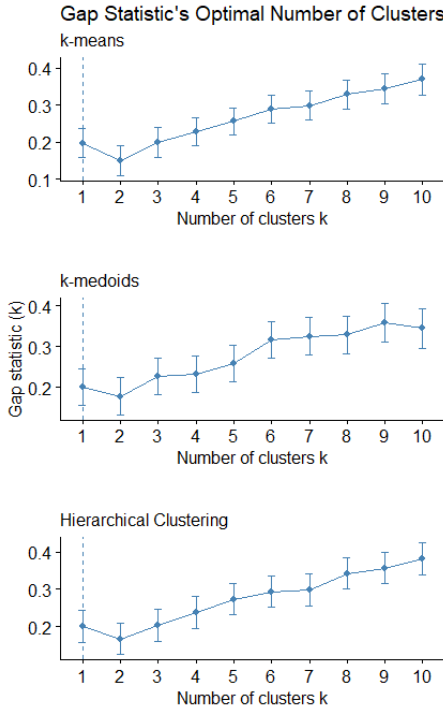 Gap Statistic's Optimal Number of Clusters
k-means
0.4
0.3
0.2
0.1
1 2 3 4 5 6 7 8 9 10
Number of clusters k
k-medoids
Gap statistic (k)
0.4
0.3
0.2
1 2 3 4 5 6 7 8 9 10
Number of clusters k
Hierarchical Clustering
0.4
0.3
0.2
1 2 3 4 5 6 7 8 9 10
Number of clusters k